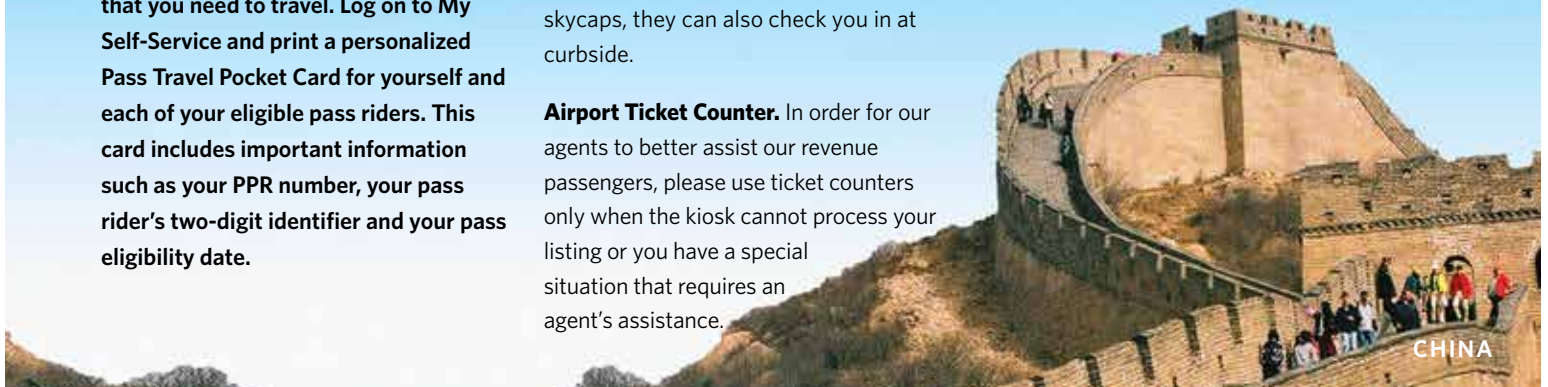 that you need to travel. Log on to My
Self-Service and print a personalized
Pass Travel Pocket Card for yourself and
each of your eligible pass riders. This
card includes important information
such as your PPR number, your pass
rider's two-digit identifier and your pass
eligibility date.
skycaps, they can also check you in at
curbside.
Airport Ticket Counter. In order for our
agents to better assist our revenue
passengers, please use ticket counters
only when the kiosk cannot process your
listing or you have a special
situation that requires an
agent's assistance.
CHINA